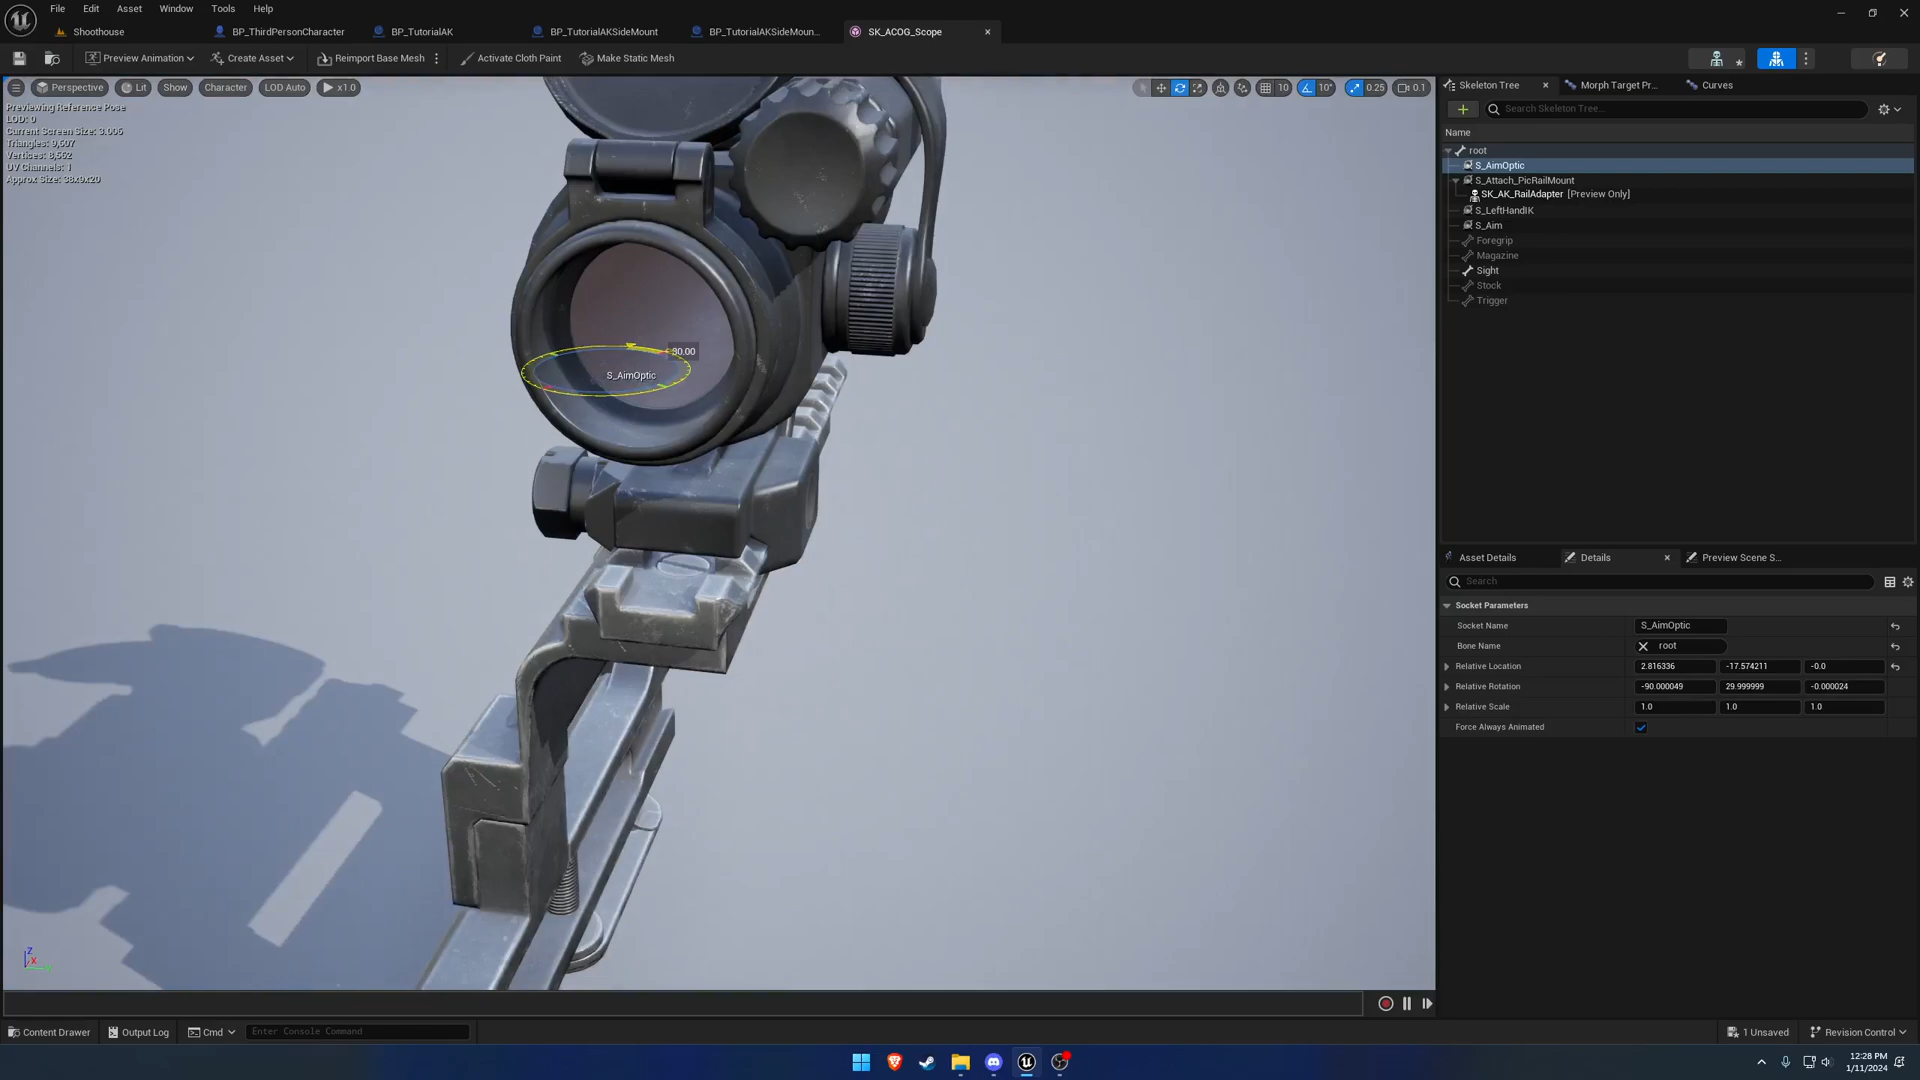 File Edit Asset Window Tools Help
Shoothouse BP_ThirdPersonCharacter BP_TutorialAK BP_TutorialAKSideMount BP_TutorialAKSideMoun... SK_ACOG_Scope
Preview Animation Create Asset Reimport Base Mesh Activate Cloth Paint Make Static Mesh
Perspective Lit Show Character LOD Auto x1.0 10 10° 0.25 0.1
Previewing Reference Pose
LOD: 0
Current Screen Size: 3.005
Triangles: 9,607
Vertices: 8,552
UV Channels: 1
Approx Size: 38x9x20
30.00
S_AimOptic
Z
X
Skeleton Tree Morph Target Pr... Curves
Search Skeleton Tree...
Name
root
S_AimOptic
S_Attach_PicRailMount
SK_AK_RailAdapter [Preview Only]
S_LeftHandIK
S_Aim
Foregrip
Magazine
Sight
Stock
Trigger
Asset Details Details Preview Scene S...
Search
Socket Parameters
Socket Name S_AimOptic
Bone Name root
Relative Location 2.816336 -17.574211 -0.0
Relative Rotation -90.000049 29.999999 -0.000024
Relative Scale 1.0 1.0 1.0
Force Always Animated
Content Drawer Output Log Cmd Enter Console Command 1 Unsaved Revision Control
12:28 PM
1/11/2024